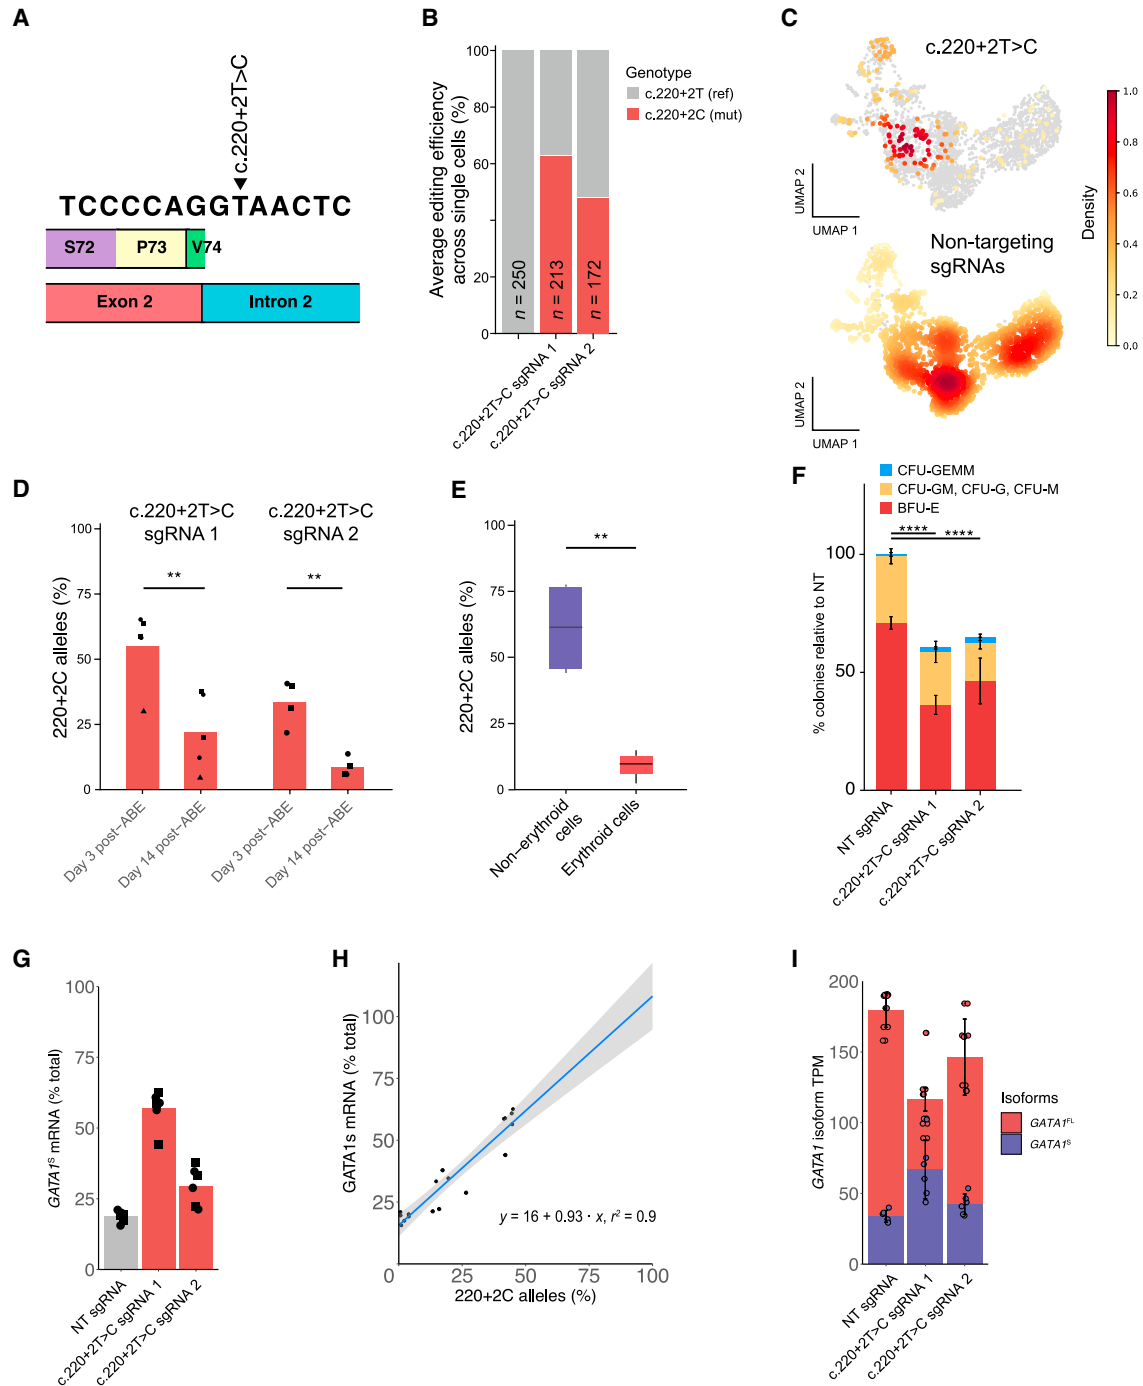 A
c.220+2T>C
TCCCCAGGTAACTC
S72
P73
V74
Exon 2
Intron 2
B
Average editing efficiency
across single cells (%)
100
80
60
20
0
n = 250
n = 213
n = 172
c.220+2T>C sgRNA 1
c.220+2T>C sgRNA 2
Genotype
c.220+2T (ref)
c.220+2C (mut)
C
c.220+2T>C
UMAP 2
UMAP 1
Non-targeting
sgRNAs
UMAP 2
UMAP 1
Density
1.0
0.8
0.6
0.4
0.2
0.0
D
c.220+2T>C
sgRNA 1
c.220+2T>C
sgRNA 2
220+2C alleles (%)
100
75
50
25
0
**
**
Day 3 post–ABE
Day 14 post–ABE
Day 3 post–ABE
Day 14 post–ABE
E
220+2C alleles (%)
100
75
50
25
0
**
Non–erythroid
cells
Erythroid cells
F
CFU-GEMM
CFU-GM, CFU-G, CFU-M
BFU-E
% colonies relative to NT
100
50
0
****
****
NT sgRNA
c.220+2T>C sgRNA 1
c.220+2T>C sgRNA 2
G
GATA1ˢ mRNA (% total)
100
75
50
25
0
NT sgRNA
c.220+2T>C sgRNA 1
c.220+2T>C sgRNA 2
H
GATA1s mRNA (% total)
100
75
50
25
0
25
50
75
100
y = 16 + 0.93 · x, r² = 0.9
220+2C alleles (%)
I
GATA1 isoform TPM
200
150
100
50
0
NT sgRNA
c.220+2T>C sgRNA 1
c.220+2T>C sgRNA 2
Isoforms
GATA1ᶠᴸ
GATA1ˢ